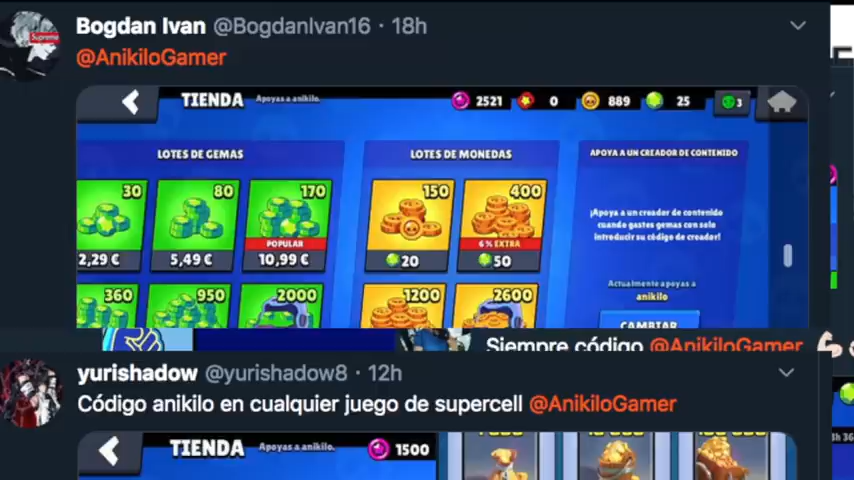 Bogdan Ivan @BogdanIvan16 · 18h
@AnikiloGamer
TIENDA Apoyas a anikilo. 2521 0 889 25 3
LOTES DE GEMAS
30 80 170
POPULAR
2,29 € 5,49 € 10,99 €
360 950 2000
LOTES DE MONEDAS
150 400
6% EXTRA
20 50
1200 2600
APOYA A UN CREADOR DE CONTENIDO
¡Apoya a un creador de contenido
cuando gastes gemas con solo
introducir su código de creador!
Actualmente apoyas a
anikilo
CAMBIAR
Siempre código @AnikiloGamer
yurishadow @yurishadow8 · 12h
Código anikilo en cualquier juego de supercell @AnikiloGamer
TIENDA Apoyas a anikilo. 1500